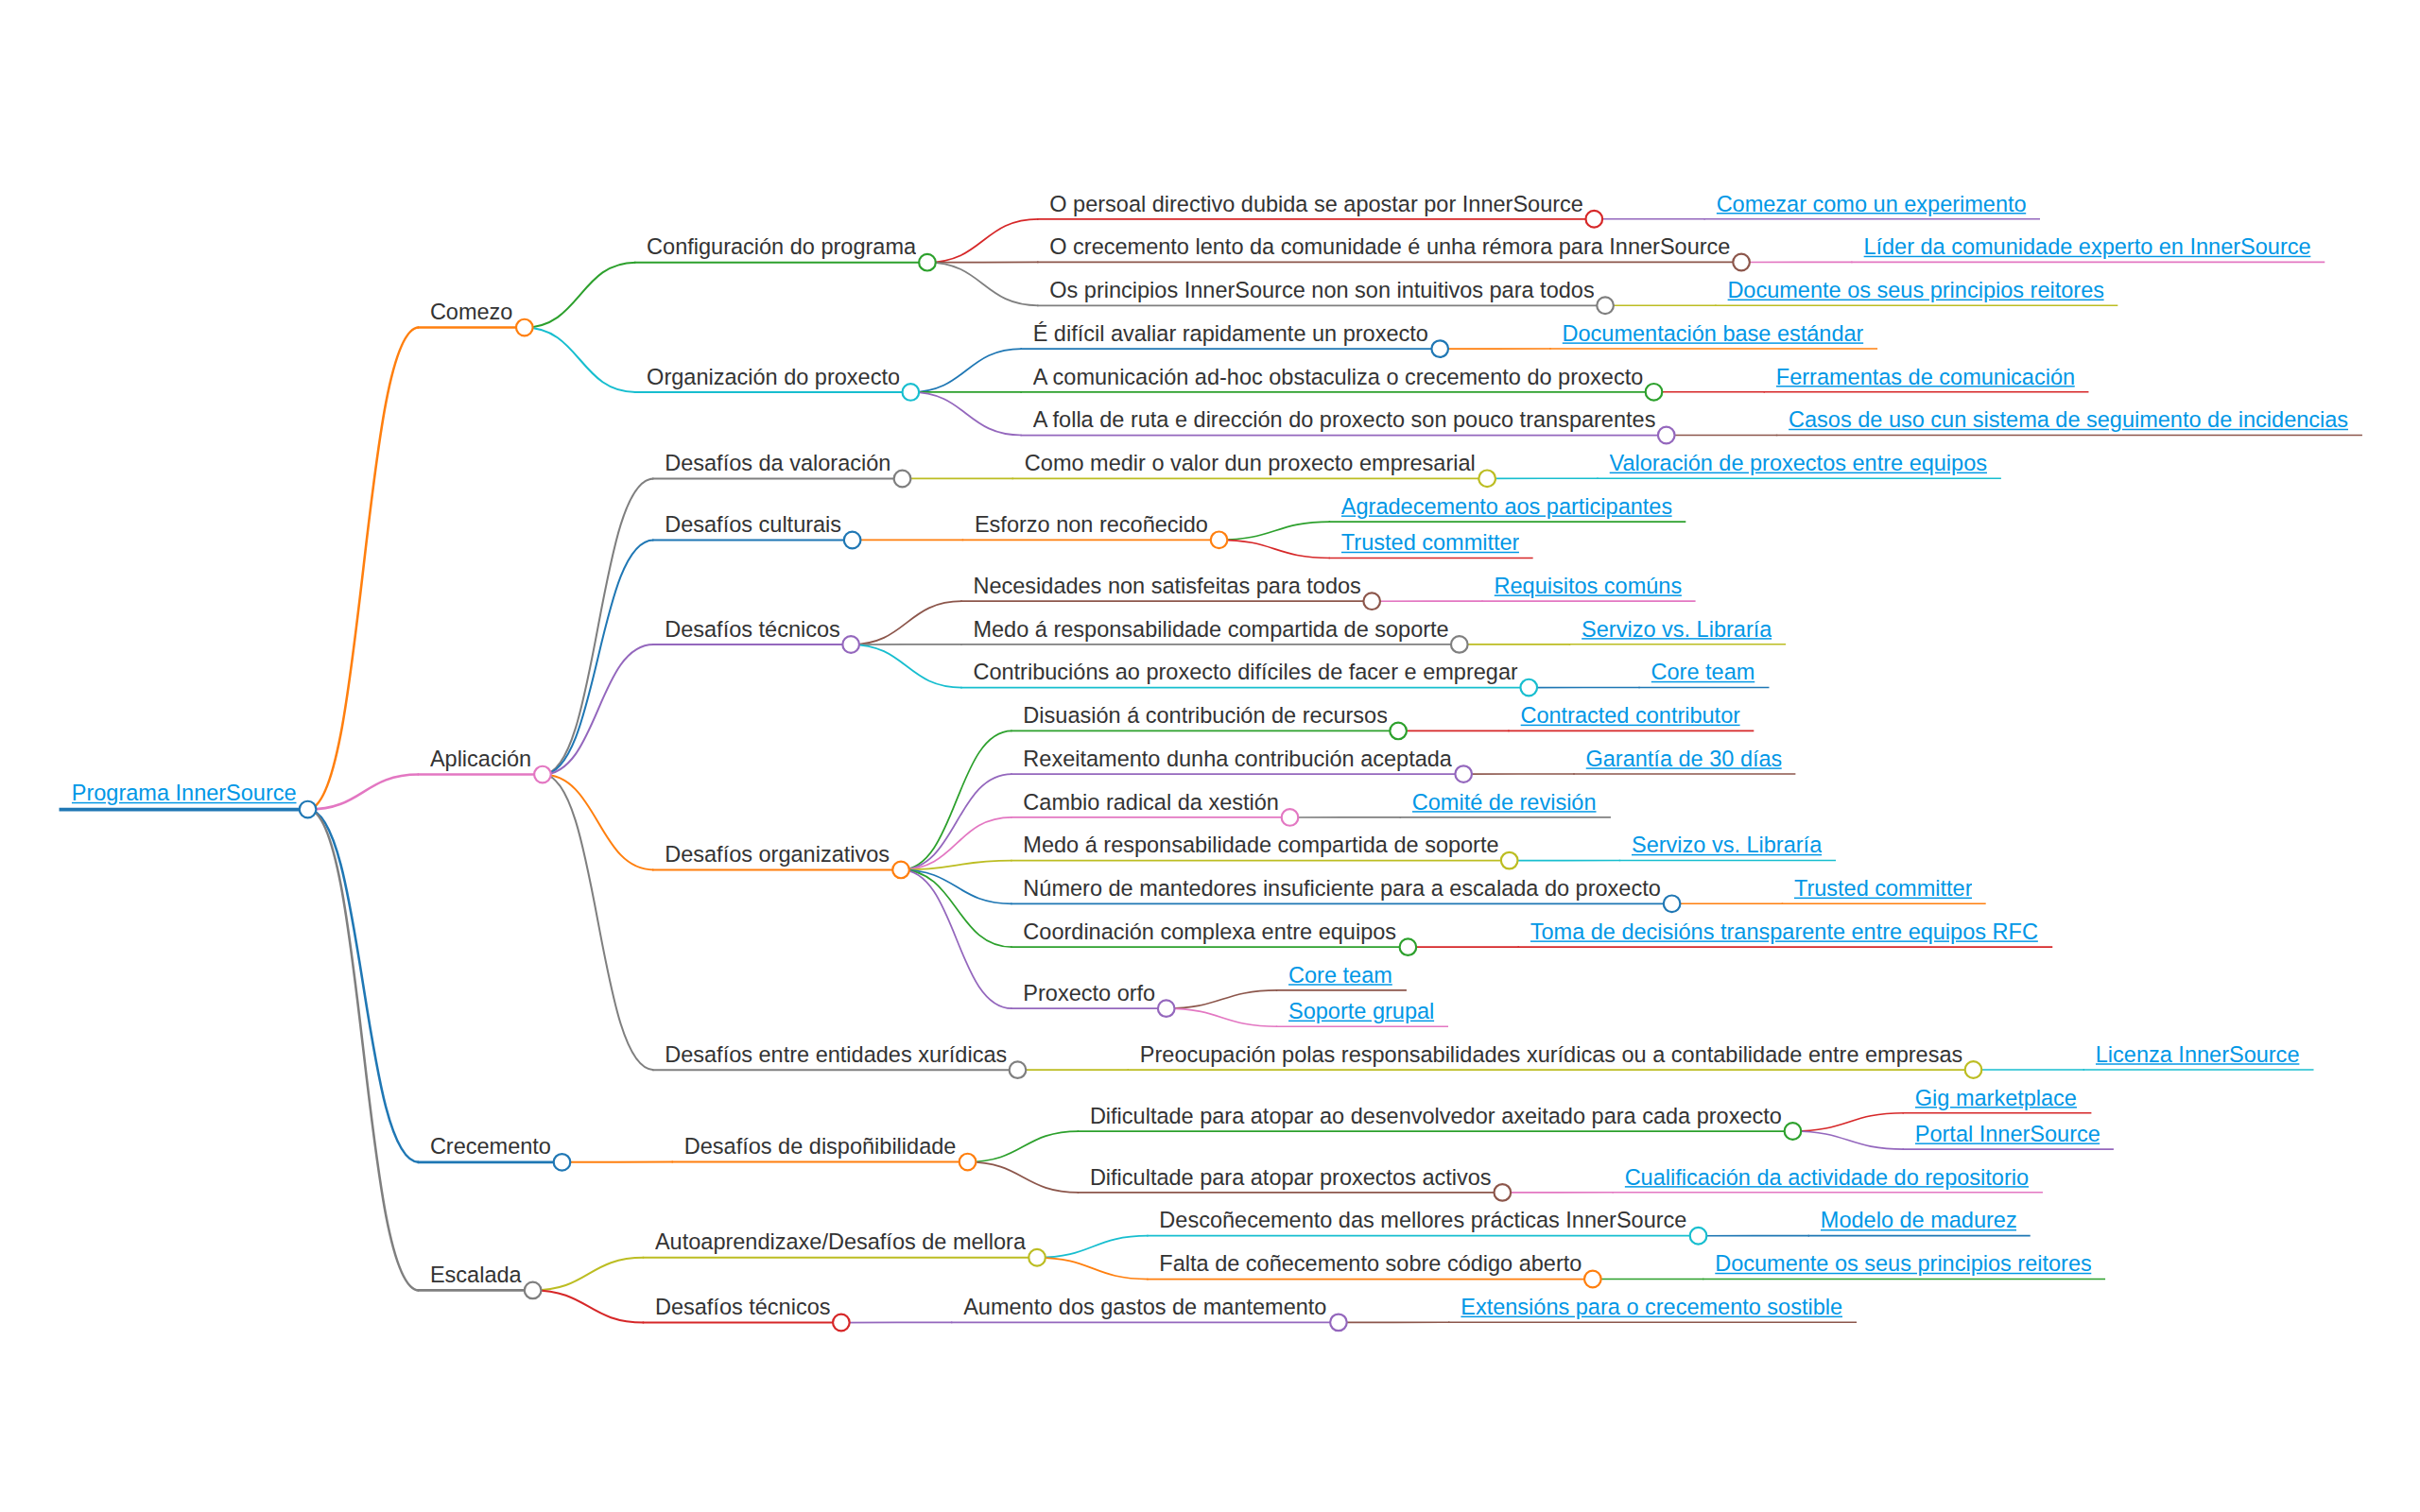 Programa InnerSource
Comezo
Configuración do programa
O persoal directivo dubida se apostar por InnerSource
Comezar como un experimento
O crecemento lento da comunidade é unha rémora para InnerSource
Líder da comunidade experto en InnerSource
Os principios InnerSource non son intuitivos para todos
Documente os seus principios reitores
Organización do proxecto
É difícil avaliar rapidamente un proxecto
Documentación base estándar
A comunicación ad-hoc obstaculiza o crecemento do proxecto
Ferramentas de comunicación
A folla de ruta e dirección do proxecto son pouco transparentes
Casos de uso cun sistema de seguimento de incidencias
Aplicación
Desafíos da valoración
Como medir o valor dun proxecto empresarial
Valoración de proxectos entre equipos
Desafíos culturais
Esforzo non recoñecido
Agradecemento aos participantes
Trusted committer
Desafíos técnicos
Necesidades non satisfeitas para todos
Requisitos comúns
Medo á responsabilidade compartida de soporte
Servizo vs. Libraría
Contribucións ao proxecto difíciles de facer e empregar
Core team
Desafíos organizativos
Disuasión á contribución de recursos
Contracted contributor
Rexeitamento dunha contribución aceptada
Garantía de 30 días
Cambio radical da xestión
Comité de revisión
Medo á responsabilidade compartida de soporte
Servizo vs. Libraría
Número de mantedores insuficiente para a escalada do proxecto
Trusted committer
Coordinación complexa entre equipos
Toma de decisións transparente entre equipos RFC
Proxecto orfo
Core team
Soporte grupal
Desafíos entre entidades xurídicas
Preocupación polas responsabilidades xurídicas ou a contabilidade entre empresas
Licenza InnerSource
Crecemento
Desafíos de dispoñibilidade
Dificultade para atopar ao desenvolvedor axeitado para cada proxecto
Gig marketplace
Portal InnerSource
Dificultade para atopar proxectos activos
Cualificación da actividade do repositorio
Escalada
Autoaprendizaxe/Desafíos de mellora
Descoñecemento das mellores prácticas InnerSource
Modelo de madurez
Falta de coñecemento sobre código aberto
Documente os seus principios reitores
Desafíos técnicos
Aumento dos gastos de mantemento
Extensións para o crecemento sostible